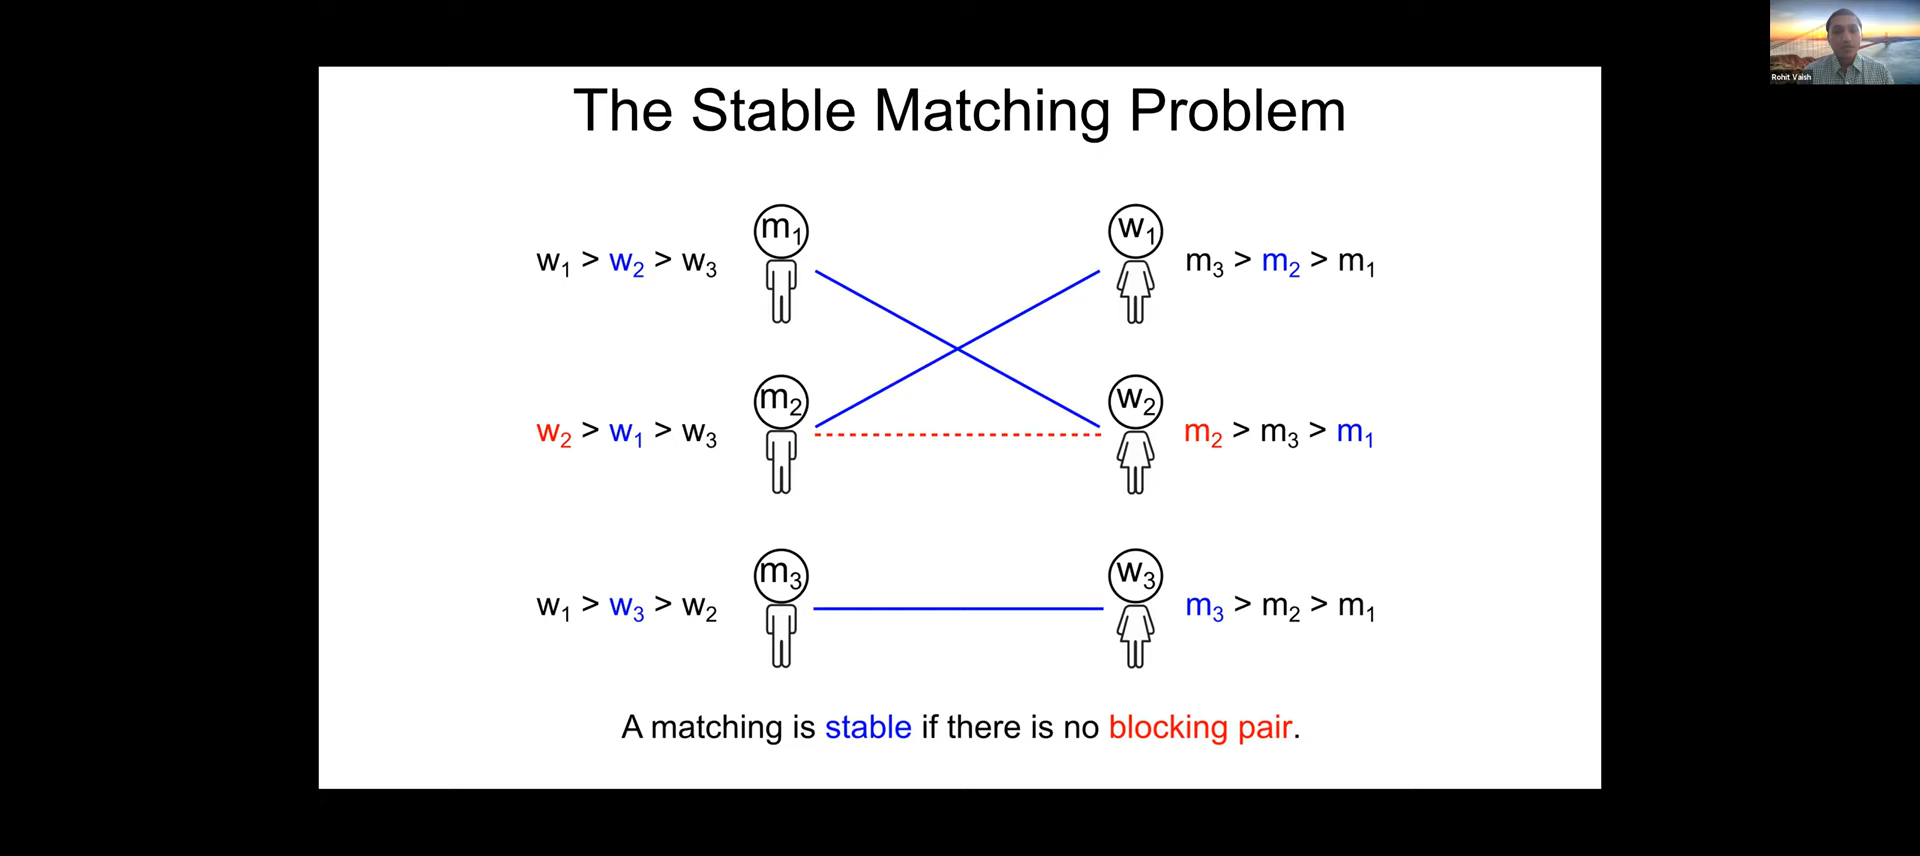 Rohit Vaish
The Stable Matching Problem
w₁ > w₂ > w₃ m₁ w₁ m₃ > m₂ > m₁
w₂ > w₁ > w₃ m₂ w₂ m₂ > m₃ > m₁
w₁ > w₃ > w₂ m₃ w₃ m₃ > m₂ > m₁
A matching is stable if there is no blocking pair.